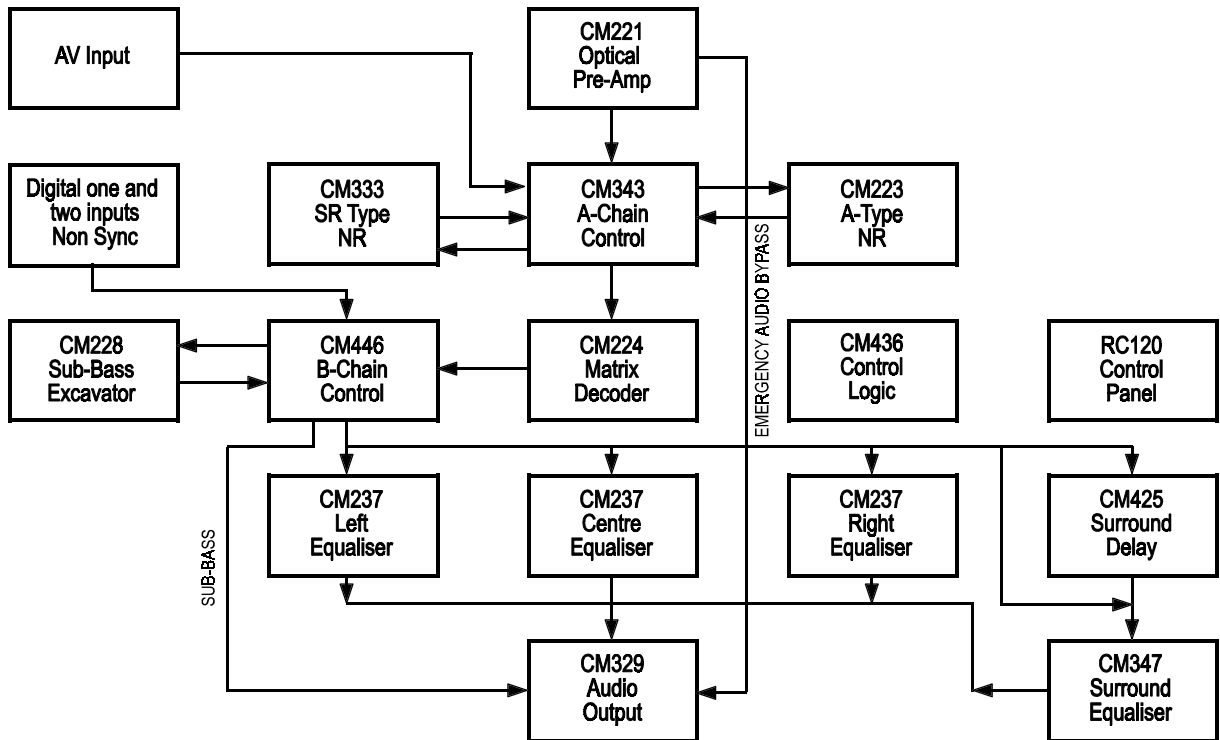 AV Input
CM221
Optical
Pre-Amp
Digital one and
two inputs
Non Sync
CM333
SR Type
NR
CM343
A-Chain
Control
CM223
A-Type
NR
EMERGENCY AUDIO BYPASS
CM228
Sub-Bass
Excavator
CM446
B-Chain
Control
CM224
Matrix
Decoder
CM436
Control
Logic
RC120
Control
Panel
SUB-BASS
CM237
Left
Equaliser
CM237
Centre
Equaliser
CM237
Right
Equaliser
CM425
Surround
Delay
CM329
Audio
Output
CM347
Surround
Equaliser